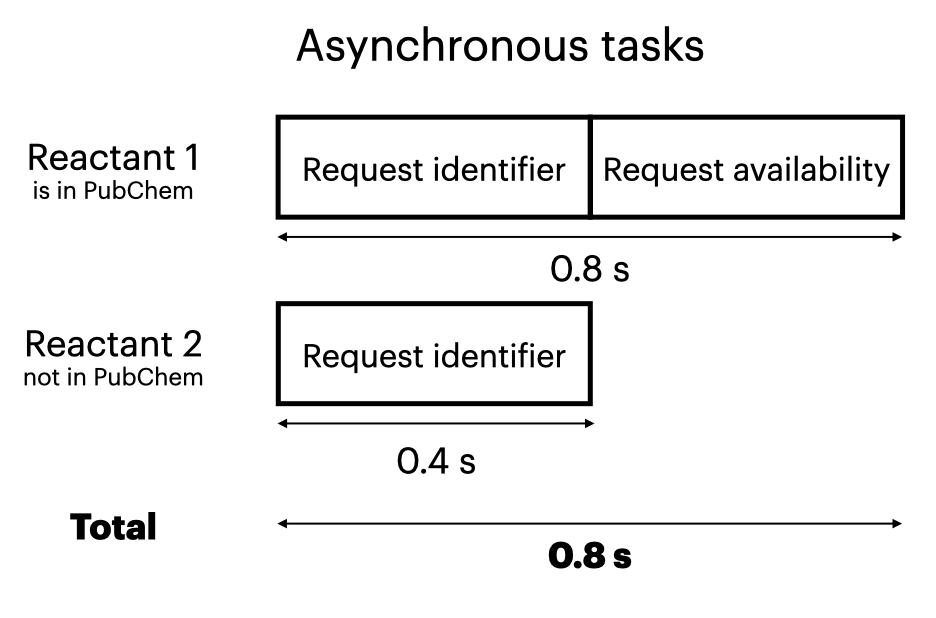 Asynchronous tasks
Reactant 1
is in PubChem
Request identifier
Request availability
0.8 s
Reactant 2
not in PubChem
Request identifier
0.4 s
Total
0.8 s